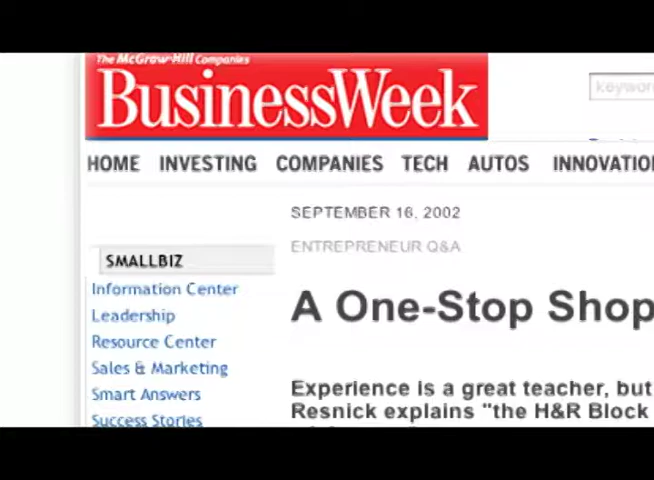 The McGraw-Hill Companies
BusinessWeek
keywor
HOME INVESTING COMPANIES TECH AUTOS INNOVATIO
SEPTEMBER 16, 2002
ENTREPRENEUR Q&A
SMALLBIZ
Information Center
Leadership
Resource Center
Sales & Marketing
Smart Answers
Success Stories
A One-Stop Shop
Experience is a great teacher, but
Resnick explains "the H&R Block